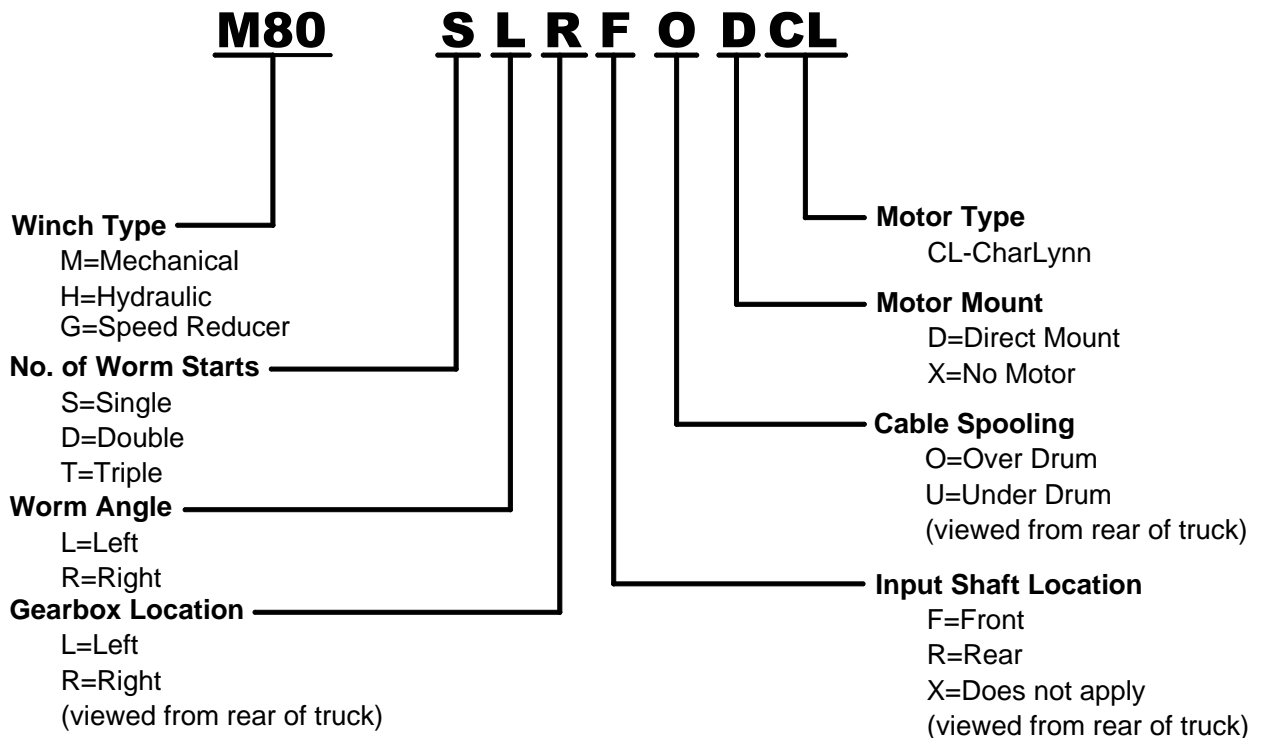 M80 S L R F O D CL
Winch Type
M=Mechanical
H=Hydraulic
G=Speed Reducer
No. of Worm Starts
S=Single
D=Double
T=Triple
Worm Angle
L=Left
R=Right
Gearbox Location
L=Left
R=Right
(viewed from rear of truck)
Motor Type
CL-CharLynn
Motor Mount
D=Direct Mount
X=No Motor
Cable Spooling
O=Over Drum
U=Under Drum
(viewed from rear of truck)
Input Shaft Location
F=Front
R=Rear
X=Does not apply
(viewed from rear of truck)